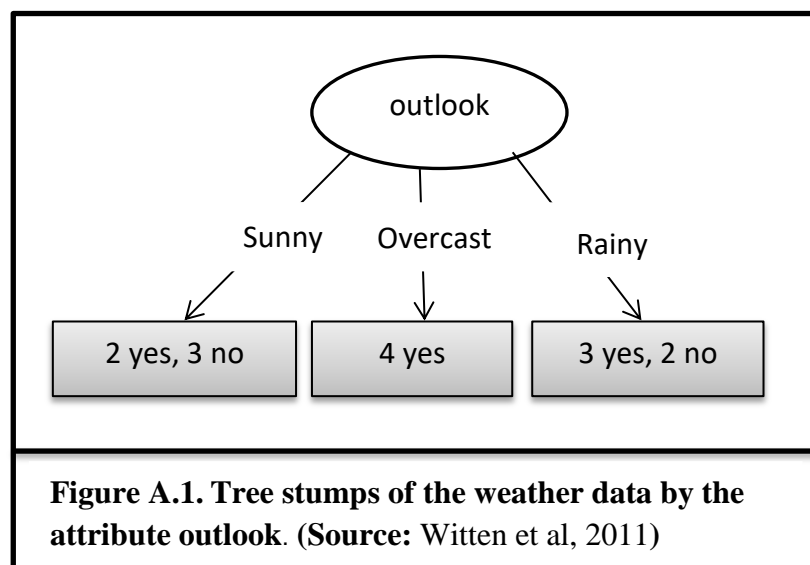 outlook
Sunny Overcast Rainy
2 yes, 3 no 4 yes 3 yes, 2 no
Figure A.1. Tree stumps of the weather data by the
attribute outlook. (Source: Witten et al, 2011)